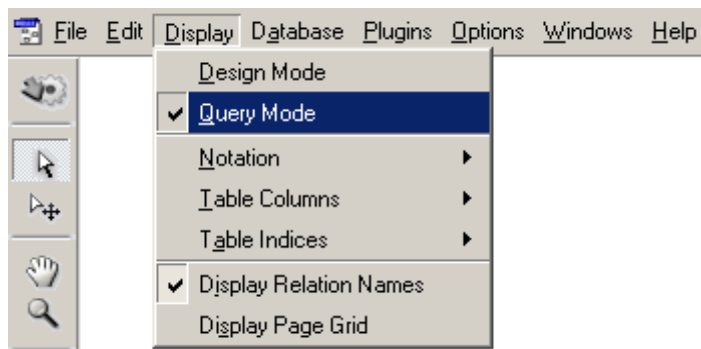 File Edit Display Database Plugins Options Windows Help
Design Mode
Query Mode
Notation
Table Columns
Table Indices
Display Relation Names
Display Page Grid